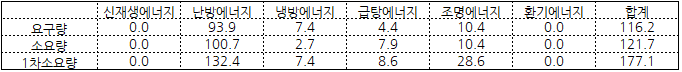 신재생에너지 난방에너지 냉방에너지 급탕에너지 조명에너지 환기에너지 합계
요구량 0.0 93.9 7.4 4.4 10.4 0.0 116.2
소요량 0.0 100.7 2.7 7.9 10.4 0.0 121.7
1차소요량 0.0 132.4 7.4 8.6 28.6 0.0 177.1